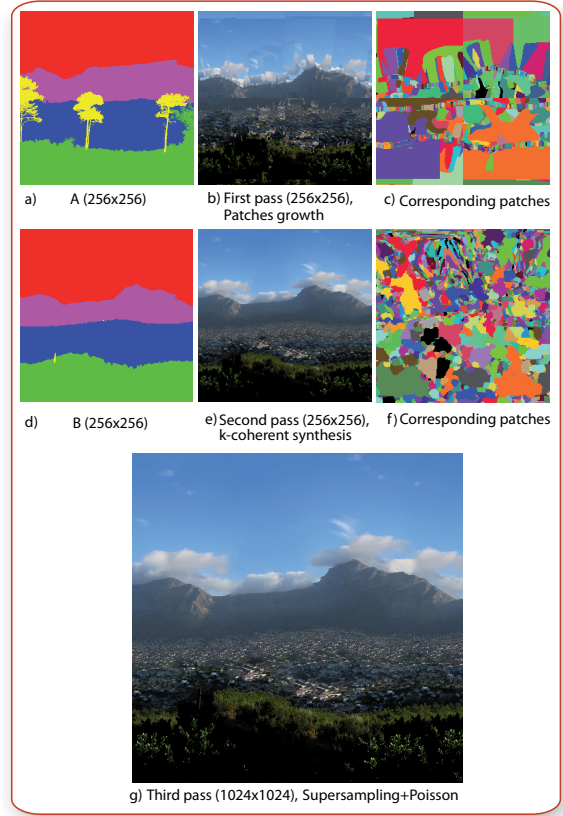 a) A (256x256)
b) First pass (256x256),
Patches growth
c) Corresponding patches
d) B (256x256)
e) Second pass (256x256),
k-coherent synthesis
f) Corresponding patches
g) Third pass (1024x1024), Supersampling+Poisson